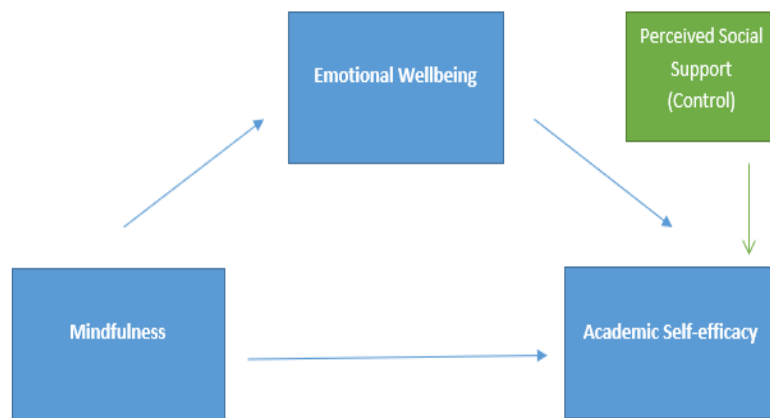 Emotional Wellbeing
Perceived Social
Support
(Control)
Mindfulness
Academic Self-efficacy